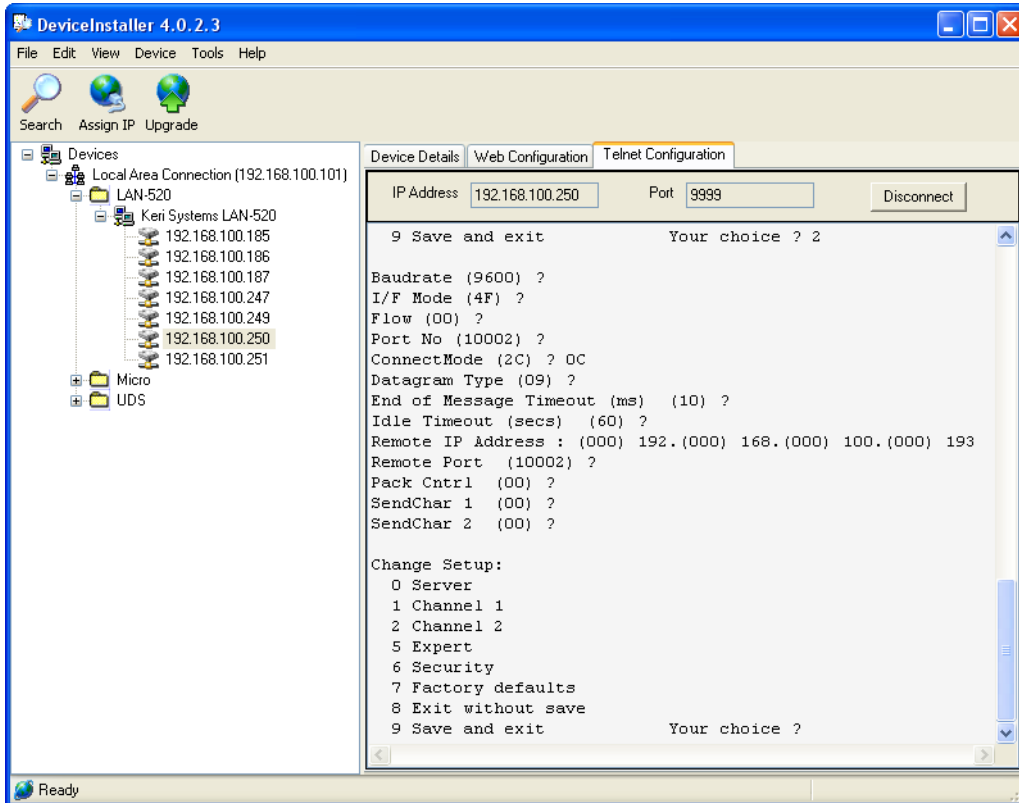 DeviceInstaller 4.0.2.3
File Edit View Device Tools Help
Search Assign IP Upgrade
Devices
Local Area Connection (192.168.100.101)
LAN-520
Keri Systems LAN-520
192.168.100.185
192.168.100.186
192.168.100.187
192.168.100.247
192.168.100.249
192.168.100.250
192.168.100.251
Micro
UDS
Device Details Web Configuration Telnet Configuration
IP Address 192.168.100.250 Port 9999 Disconnect
9 Save and exit Your choice ? 2
Baudrate (9600) ?
I/F Mode (4F) ?
Flow (00) ?
Port No (10002) ?
ConnectMode (2C) ? 0C
Datagram Type (09) ?
End of Message Timeout (ms) (10) ?
Idle Timeout (secs) (60) ?
Remote IP Address : (000) 192.(000) 168.(000) 100.(000) 193
Remote Port (10002) ?
Pack Cntrl (00) ?
SendChar 1 (00) ?
SendChar 2 (00) ?
Change Setup:
0 Server
1 Channel 1
2 Channel 2
5 Expert
6 Security
7 Factory defaults
8 Exit without save
9 Save and exit Your choice ?
Ready